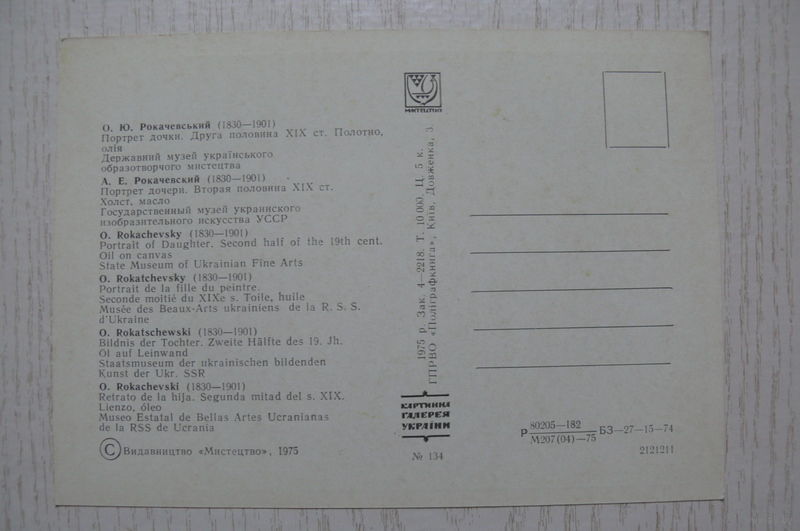 О. Ю. Рокачевський (1830—1901)
Портрет дочки. Друга половина XIX ст. Полотно,
олія
Державний музей українського
образотворчого мистецтва
А. Е. Рокачевский (1830—1901)
Портрет дочери. Вторая половина XIX ст.
Холст, масло
Государственный музей украинского
изобразительного искусства УССР
O. Rokachevsky (1830—1901)
Portrait of Daughter. Second half of the 19th cent.
Oil on canvas
State Museum of Ukrainian Fine Arts
O. Rokatchevsky (1830—1901)
Portrait de la fille du peintre.
Seconde moitié du XIXe s. Toile, huile
Musée des Beaux-Arts ukrainiens de la R. S. S.
d'Ukraine
O. Rokatschewski (1830—1901)
Bildnis der Tochter. Zweite Hälfte des 19. Jh.
Öl auf Leinwand
Staatsmuseum der ukrainischen bildenden
Kunst der Ukr. SSR
O. Rokachevski (1830—1901)
Retrato de la hija. Segunda mitad del s. XIX.
Lienzo, óleo
Museo Estatal de Bellas Artes Ucranianas
de la RSS de Ucrania
© Видавництво «Мистецтво», 1975
МИСТЕЦТВО
1975 р. Зак. 4—2218. Т. 10 000. Ц. 5 к.
ГПРВО «Поліграфкнига», Київ, Довженка, 3.
КАРТИННА
ГАЛЕРЕЯ
УКРАЇНИ
№ 134
Р 80205—182 БЗ—27—15—74
М207(04)—75
2121211